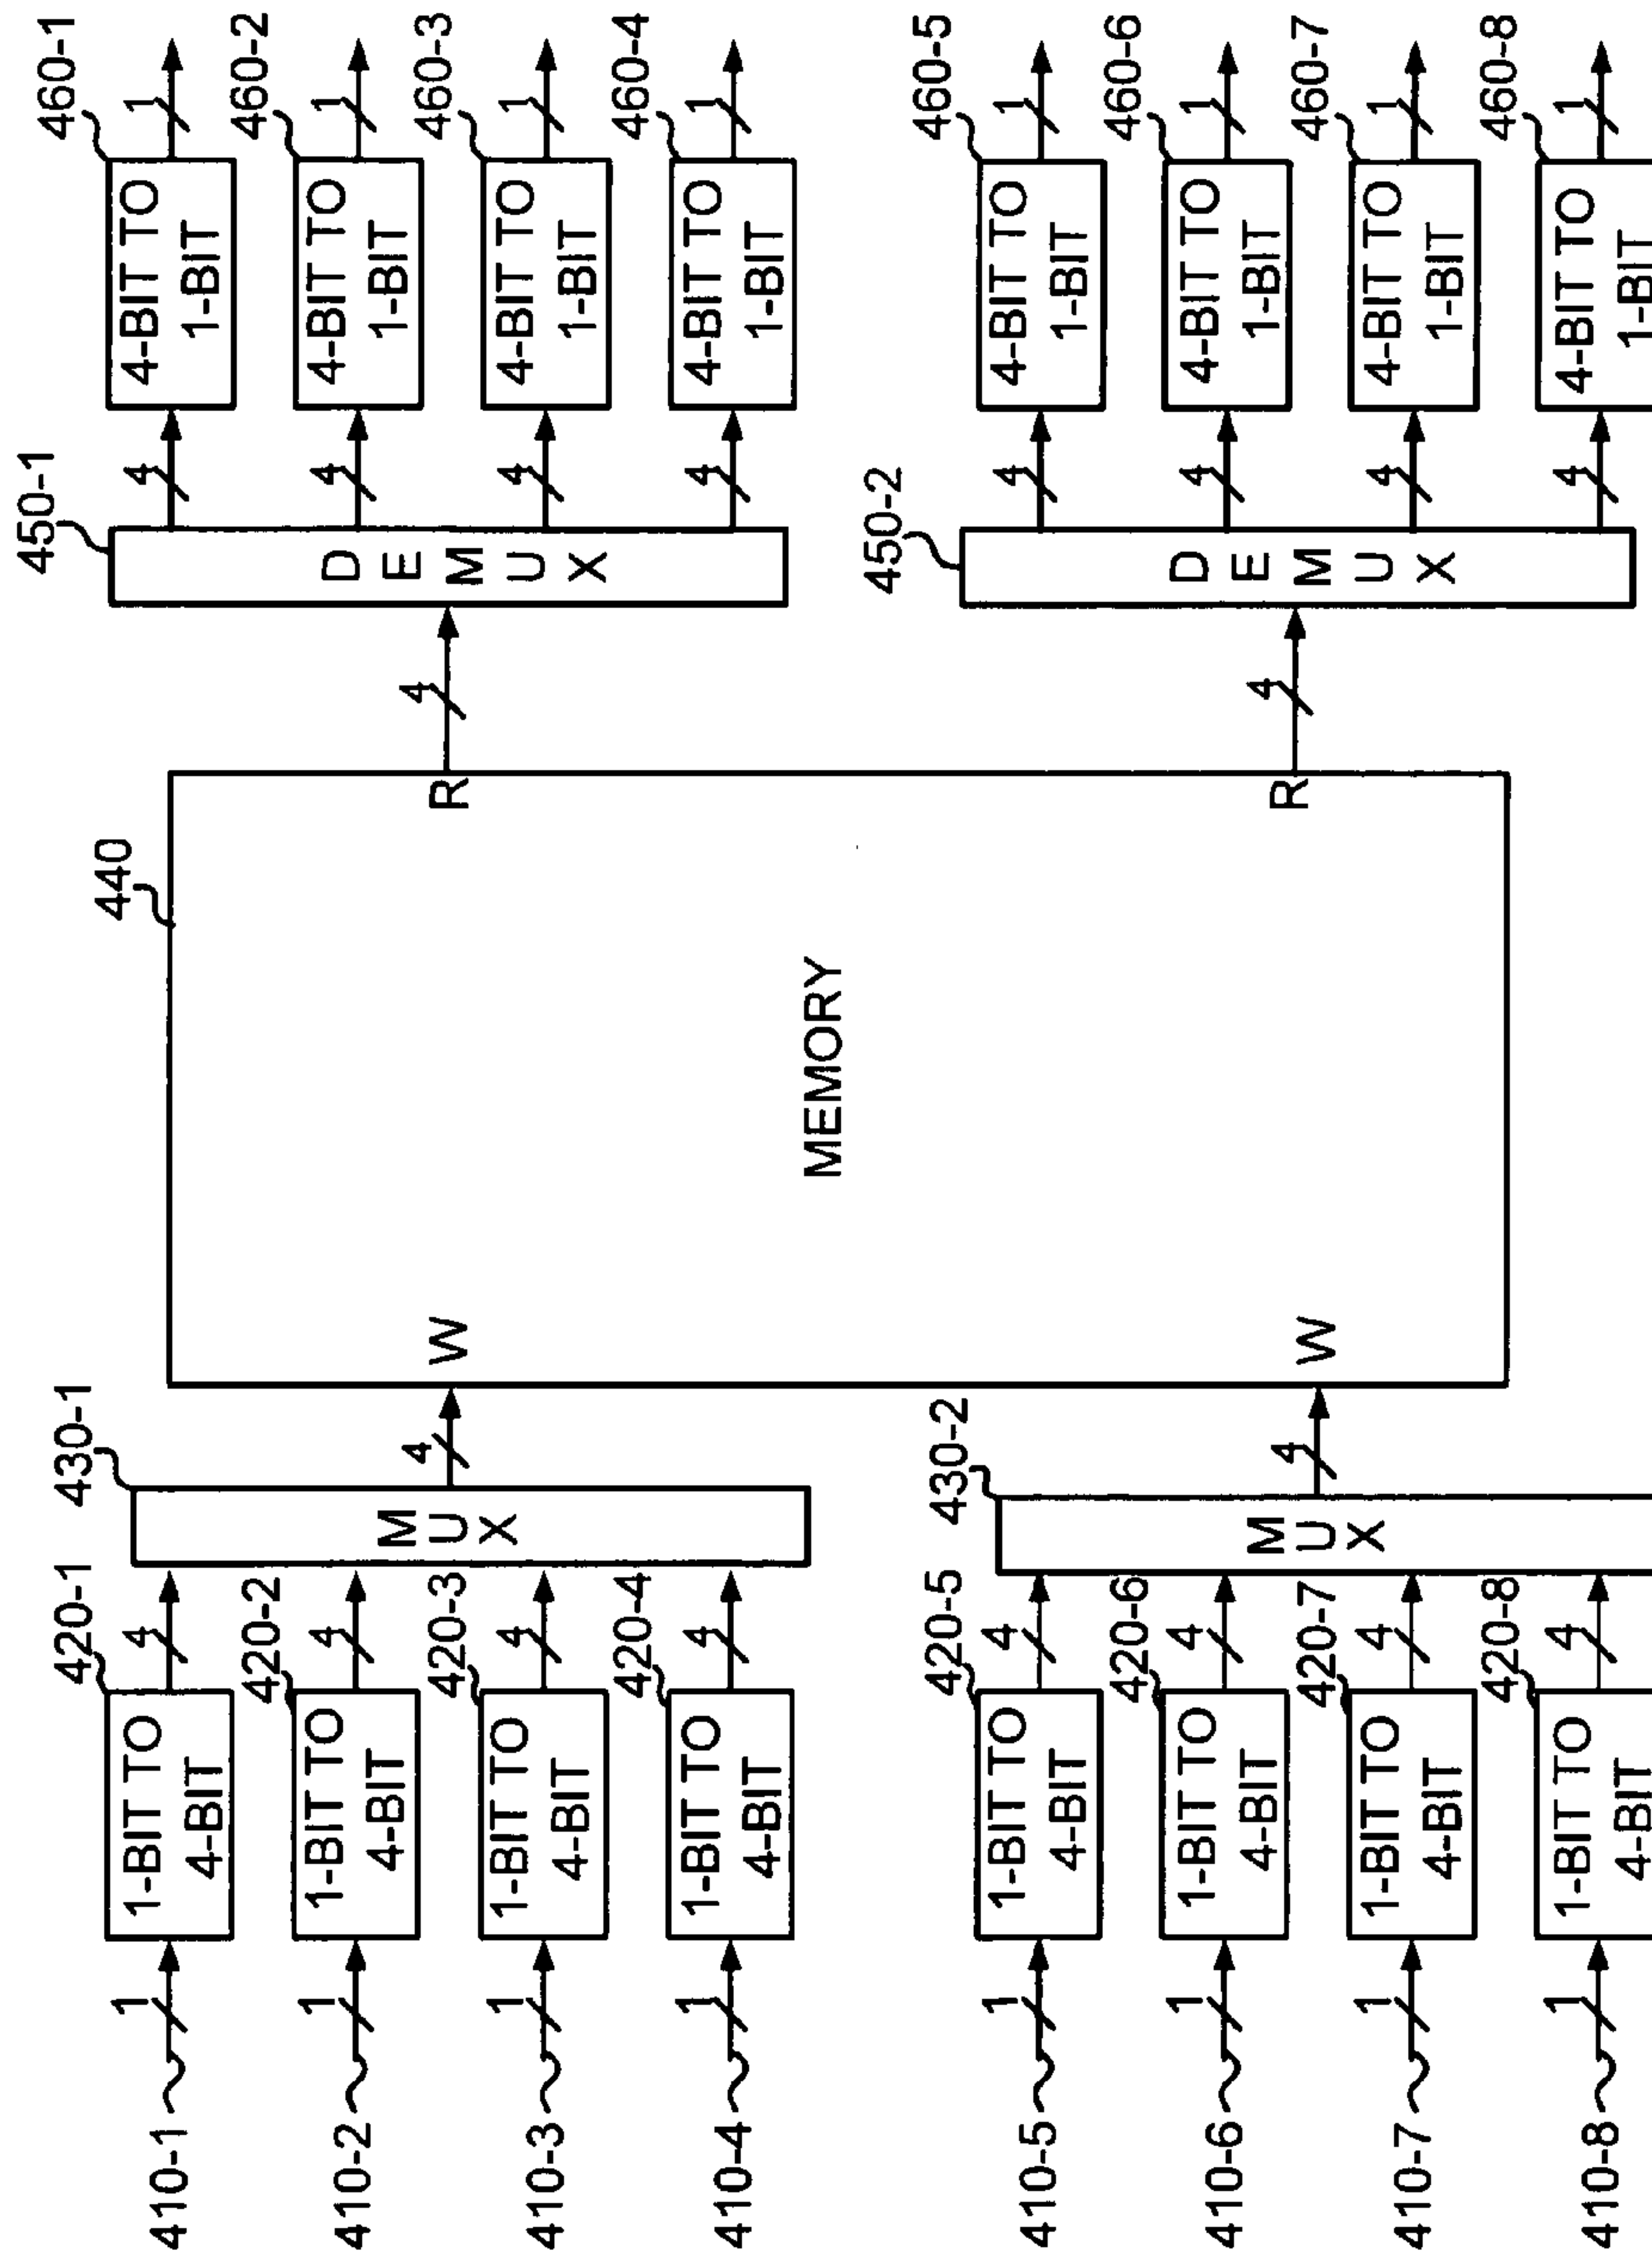 410-1
1
1-BIT TO
4-BIT
420-1
4
410-2
1
1-BIT TO
4-BIT
420-2
4
410-3
1
1-BIT TO
4-BIT
420-3
4
410-4
1
1-BIT TO
4-BIT
420-4
4
430-1
MUX
4
410-5
1
1-BIT TO
4-BIT
420-5
4
410-6
1
1-BIT TO
4-BIT
420-6
4
410-7
1
1-BIT TO
4-BIT
420-7
4
410-8
1
1-BIT TO
4-BIT
420-8
4
430-2
MUX
4
440
W
W
MEMORY
R
R
4
450-1
DEMUX
4
4-BIT TO
1-BIT
460-1
1
4
4-BIT TO
1-BIT
460-2
1
4
4-BIT TO
1-BIT
460-3
1
4
4-BIT TO
1-BIT
460-4
1
4
450-2
DEMUX
4
4-BIT TO
1-BIT
460-5
1
4
4-BIT TO
1-BIT
460-6
1
4
4-BIT TO
1-BIT
460-7
1
4
4-BIT TO
1-BIT
460-8
1